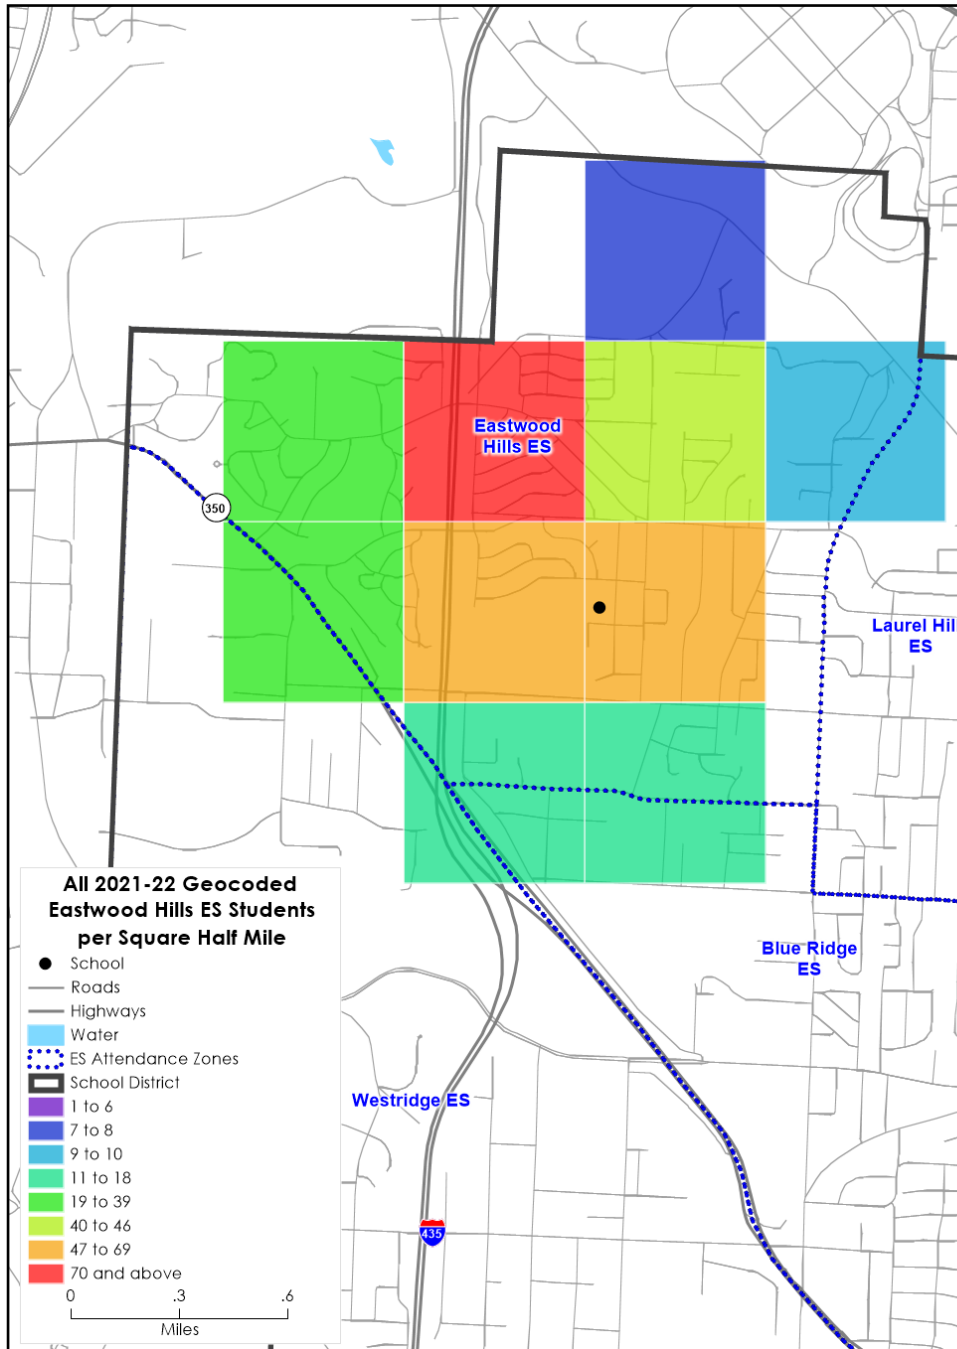 Eastwood
Hills ES
350
Laurel Hil
ES
Blue Ridge
ES
Westridge ES
435
All 2021-22 Geocoded
Eastwood Hills ES Students
per Square Half Mile
School
Roads
Highways
Water
ES Attendance Zones
School District
1 to 6
7 to 8
9 to 10
11 to 18
19 to 39
40 to 46
47 to 69
70 and above
0 .3 .6
Miles